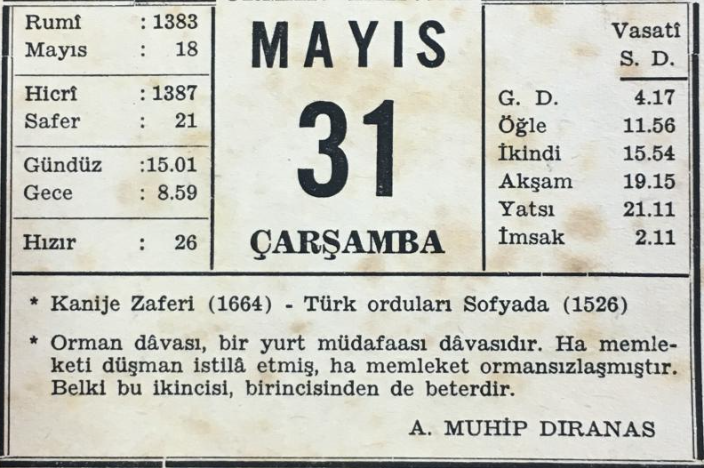 Rumî : 1383
Mayıs : 18
Hicrî : 1387
Safer : 21
Gündüz :15.01
Gece : 8.59
Hızır : 26
MAYIS
31
ÇARŞAMBA
Vasatî
S. D.
G. D. 4.17
Öğle 11.56
İkindi 15.54
Akşam 19.15
Yatsı 21.11
İmsak 2.11
* Kanije Zaferi (1664) - Türk orduları Sofyada (1526)
* Orman dâvası, bir yurt müdafaası dâvasıdır. Ha memle-
keti düşman istilâ etmiş, ha memleket ormansızlaşmıştır.
Belki bu ikincisi, birincisinden de beterdir.
A. MUHİP DIRANAS